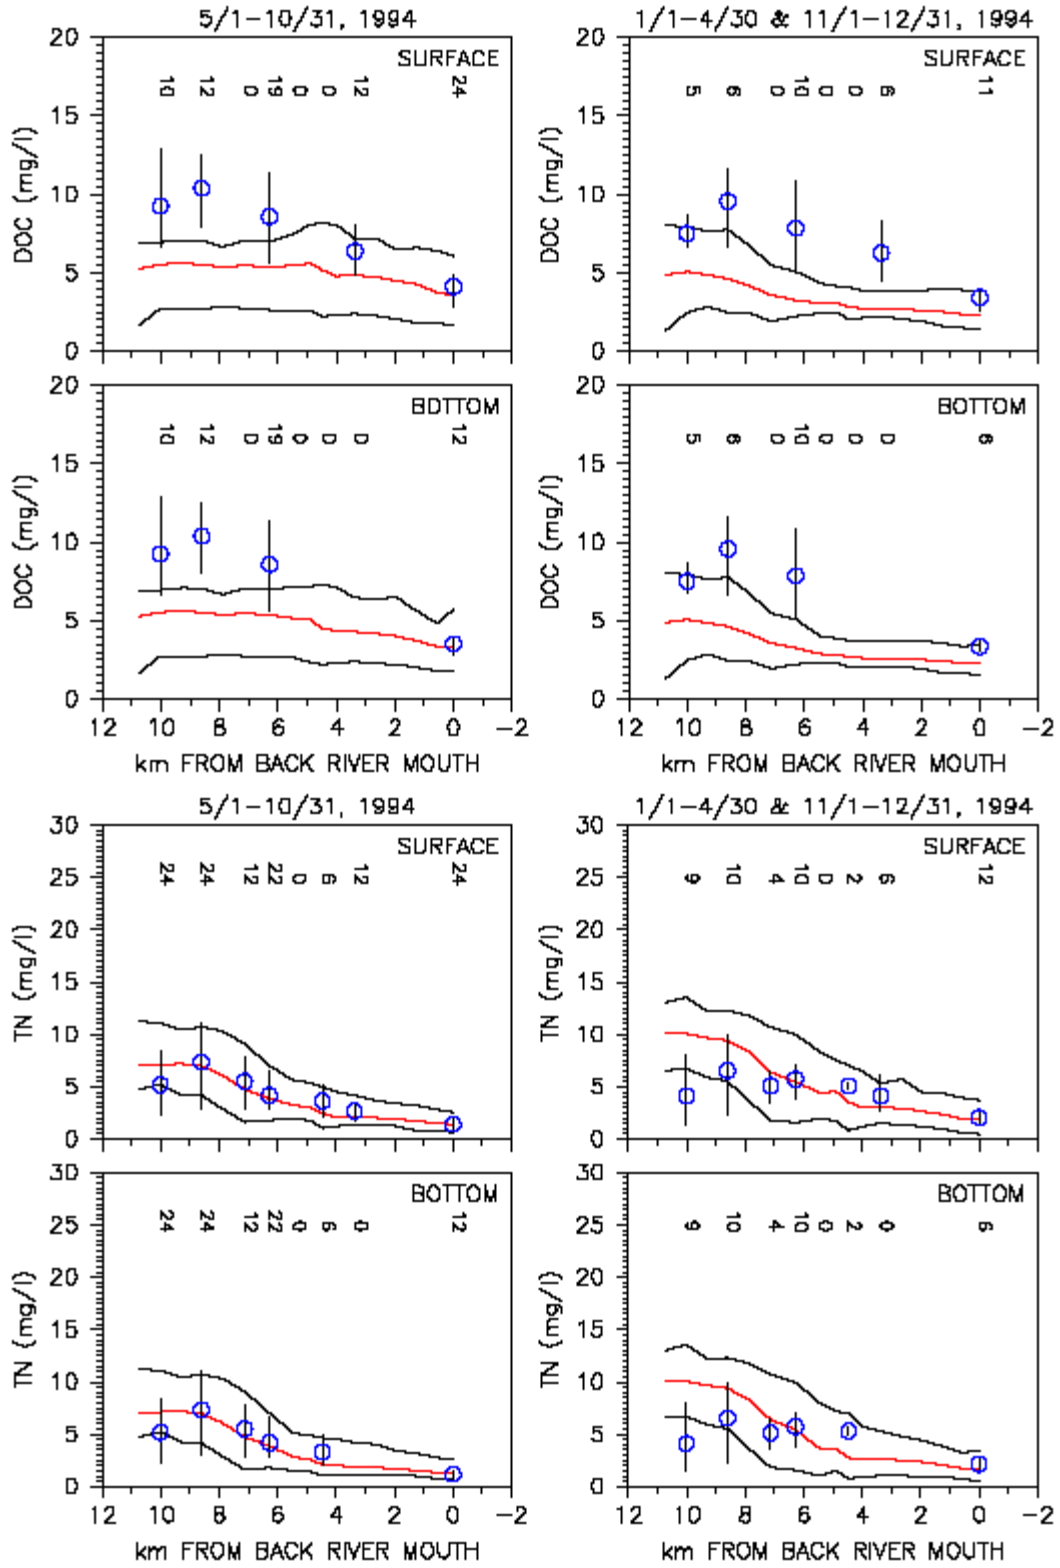 5/1-10/31, 1994 1/1-4/30 & 11/1-12/31, 1994
20 SURFACE 20 SURFACE
10 12 0 19 0 0 12 24 5 6 0 10 0 0 6 11
15 15
DOC (mg/l) DOC (mg/l)
10 10
5 5
0 0
20 BOTTOM 20 BOTTOM
10 12 0 19 0 0 0 12 5 6 0 10 0 0 0 6
15 15
DOC (mg/l) DOC (mg/l)
10 10
5 5
0 0
12 10 8 6 4 2 0 -2 12 10 8 6 4 2 0 -2
km FROM BACK RIVER MOUTH km FROM BACK RIVER MOUTH
5/1-10/31, 1994 1/1-4/30 & 11/1-12/31, 1994
30 SURFACE 30 SURFACE
25 24 24 12 22 0 6 12 24 25 9 10 4 10 0 2 6 12
20 20
TN (mg/l) TN (mg/l)
15 15
10 10
5 5
0 0
30 BOTTOM 30 BOTTOM
25 24 24 12 22 0 6 0 12 25 9 10 4 10 0 2 0 6
20 20
TN (mg/l) TN (mg/l)
15 15
10 10
5 5
0 0
12 10 8 6 4 2 0 -2 12 10 8 6 4 2 0 -2
km FROM BACK RIVER MOUTH km FROM BACK RIVER MOUTH